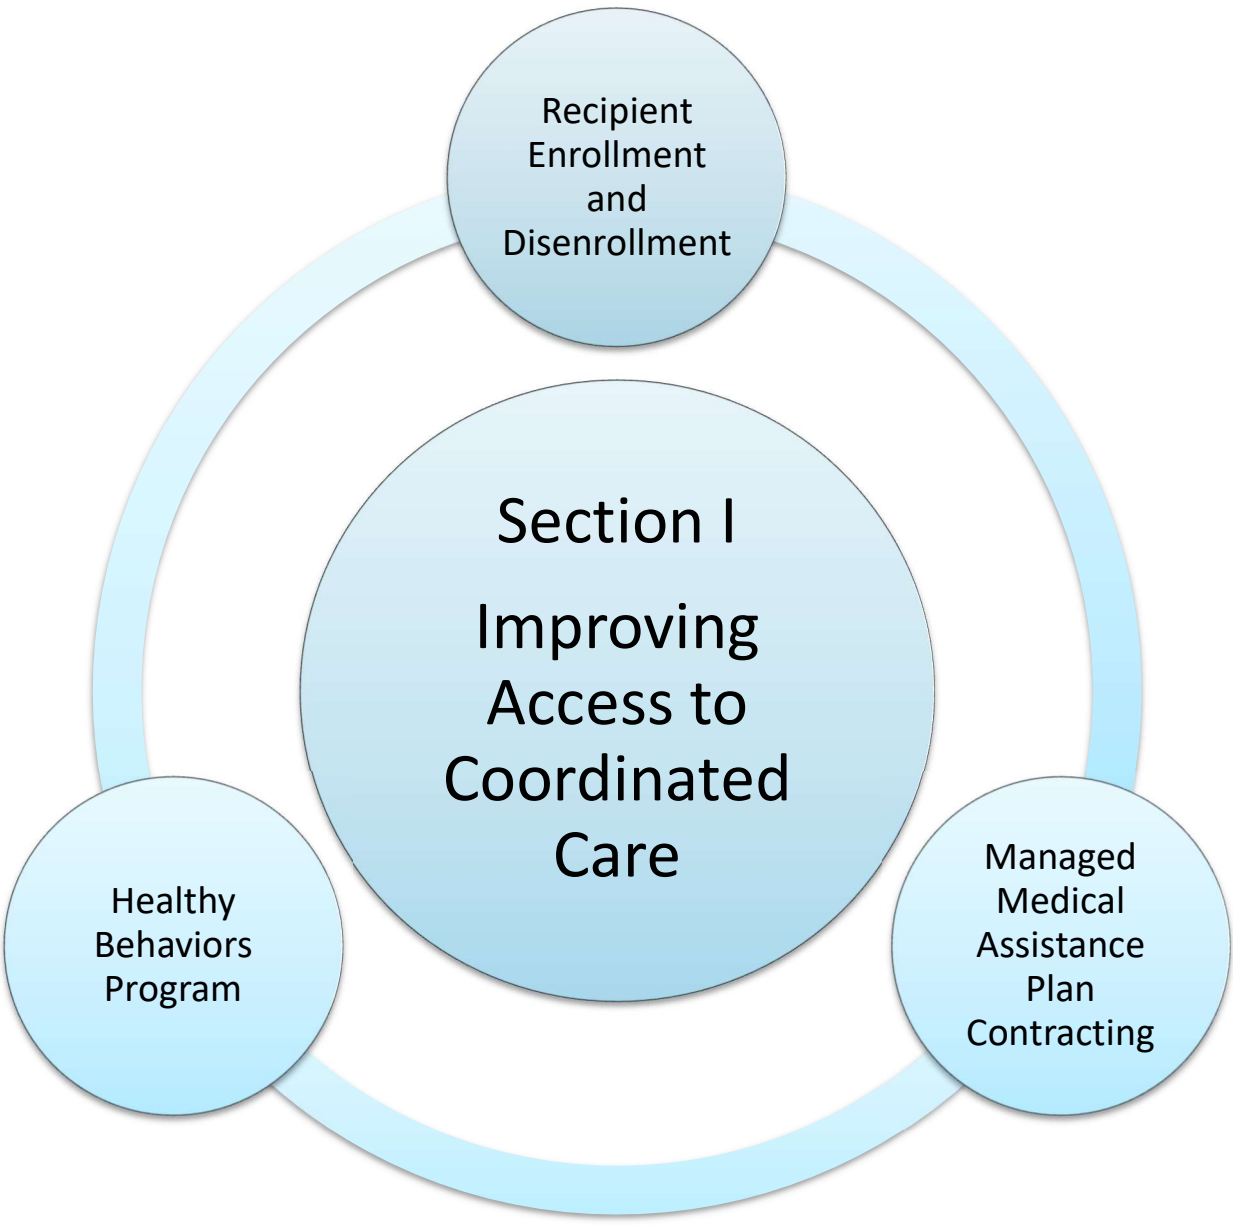 Recipient
Enrollment
and
Disenrollment
Section I
Improving
Access to
Coordinated
Care
Healthy
Behaviors
Program
Managed
Medical
Assistance
Plan
Contracting